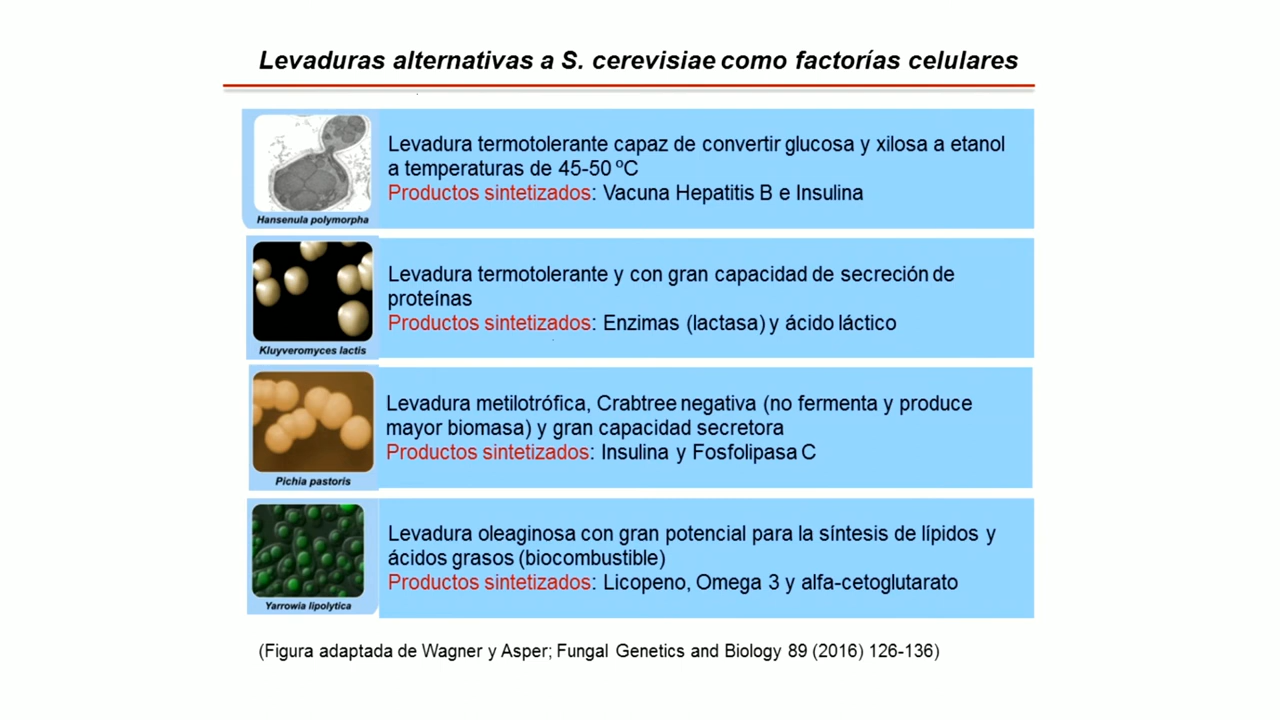 Levaduras alternativas a S. cerevisiae como factorías celulares
Levadura termotolerante capaz de convertir glucosa y xilosa a etanol
a temperaturas de 45-50 ºC
Productos sintetizados: Vacuna Hepatitis B e Insulina
Hansenula polymorpha
Levadura termotolerante y con gran capacidad de secreción de
proteínas
Productos sintetizados: Enzimas (lactasa) y ácido láctico
Kluyveromyces lactis
Levadura metilotrófica, Crabtree negativa (no fermenta y produce
mayor biomasa) y gran capacidad secretora
Productos sintetizados: Insulina y Fosfolipasa C
Pichia pastoris
Levadura oleaginosa con gran potencial para la síntesis de lípidos y
ácidos grasos (biocombustible)
Productos sintetizados: Licopeno, Omega 3 y alfa-cetoglutarato
Yarrowia lipolytica
(Figura adaptada de Wagner y Asper; Fungal Genetics and Biology 89 (2016) 126-136)